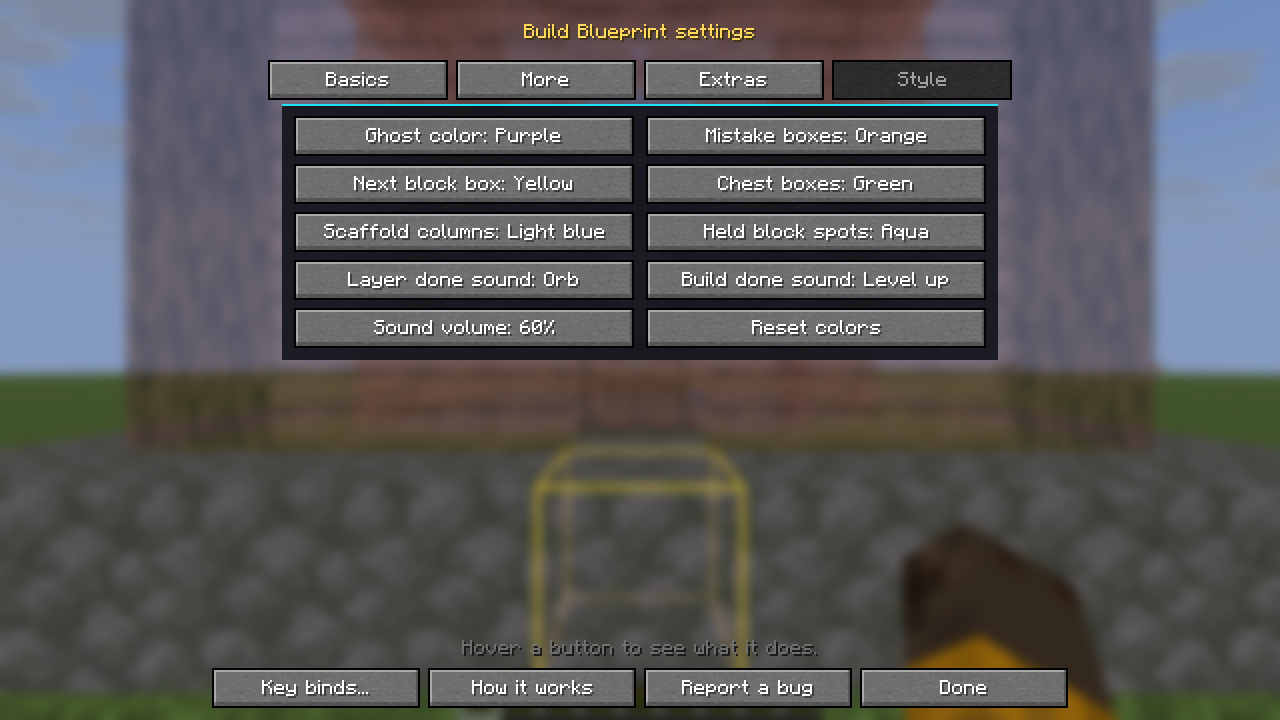 Build Blueprint settings
Basics
More
Extras
Style
Ghost color: Purple
Mistake boxes: Orange
Next block box: Yellow
Chest boxes: Green
Scaffold columns: Light blue
Held block spots: Aqua
Layer done sound: Orb
Build done sound: Level up
Sound volume: 60%
Reset colors
Hover a button to see what it does.
Key binds...
How it works
Report a bug
Done